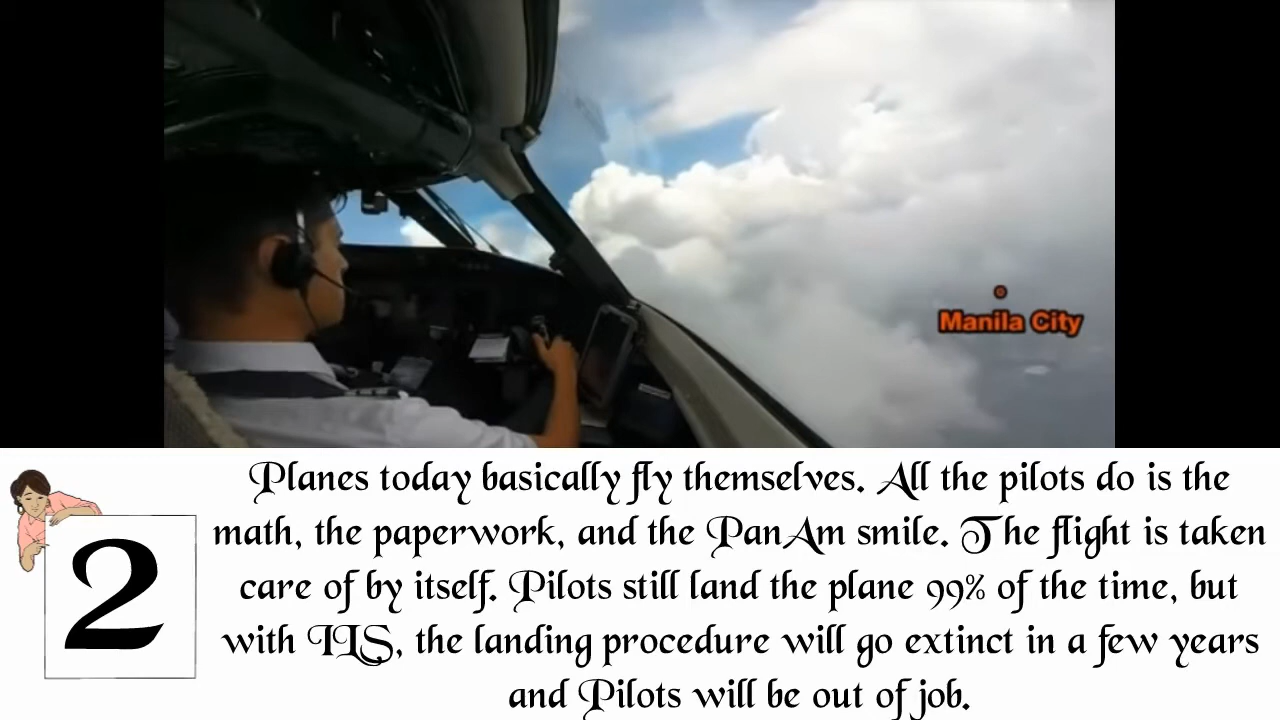 Manila City
Planes today basically fly themselves. All the pilots do is the
math, the paperwork, and the PanAm smile. The flight is taken
care of by itself. Pilots still land the plane 99% of the time, but
with ILS, the landing procedure will go extinct in a few years
and Pilots will be out of job.
2